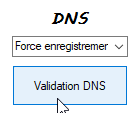 DNS
Force enregistremer
Validation DNS